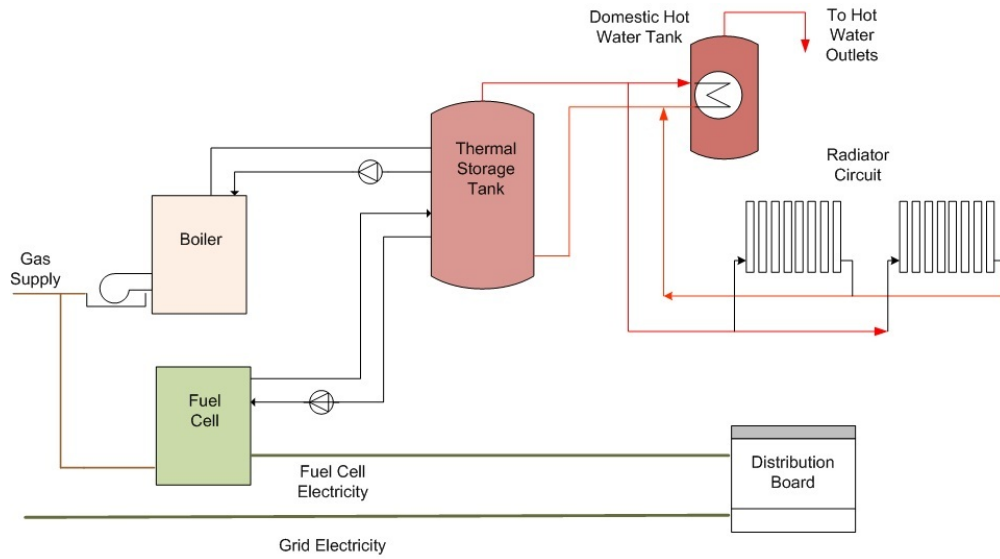 Domestic Hot
Water Tank
To Hot
Water
Outlets
Thermal
Storage
Tank
Radiator
Circuit
Boiler
Gas
Supply
Fuel
Cell
Fuel Cell
Electricity
Distribution
Board
Grid Electricity